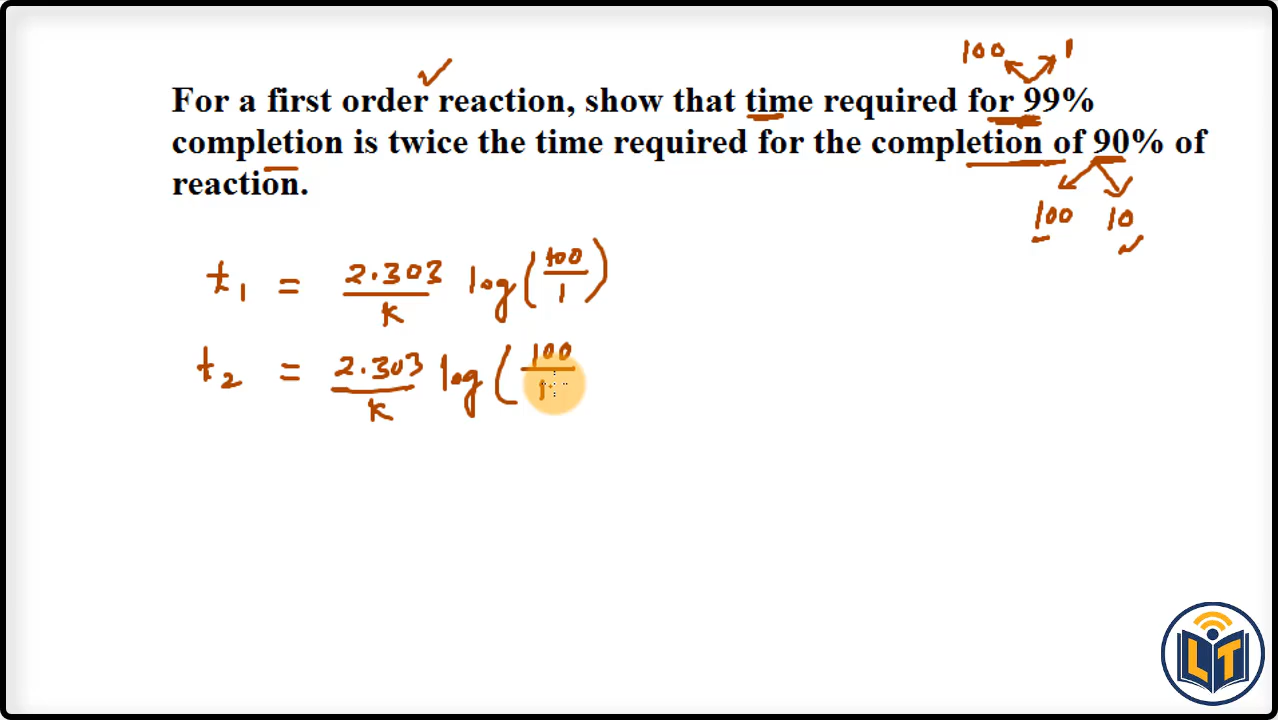 100 1
For a first order reaction, show that time required for 99%
completion is twice the time required for the completion of 90% of
reaction.
100 10
t₁ = 2.303/K log(100/1)
t₂ = 2.303/K log(100/
LT